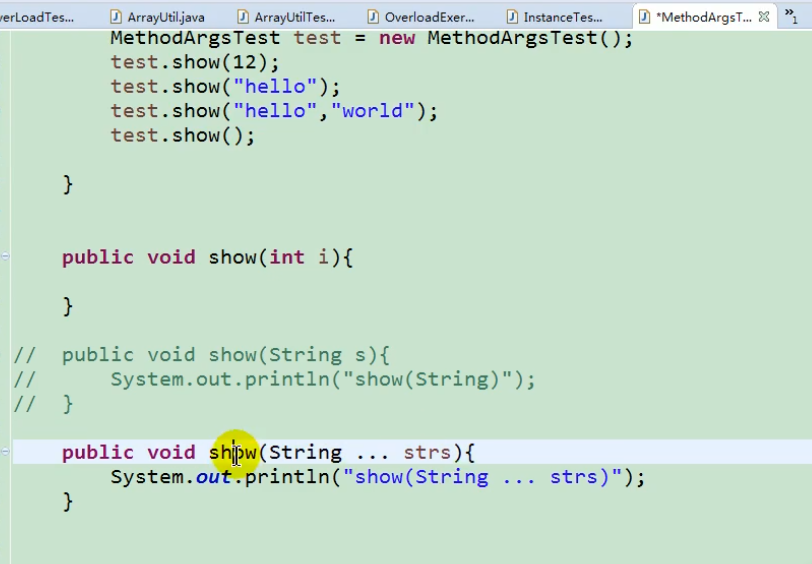 verLoadTes... ArrayUtil.java ArrayUtilTes... OverloadExer... InstanceTes... *MethodArgsT... »1
MethodArgsTest test = new MethodArgsTest();
test.show(12);
test.show("hello");
test.show("hello","world");
test.show();
}
public void show(int i){
}
// public void show(String s){
// System.out.println("show(String)");
// }
public void show(String ... strs){
System.out.println("show(String ... strs)");
}